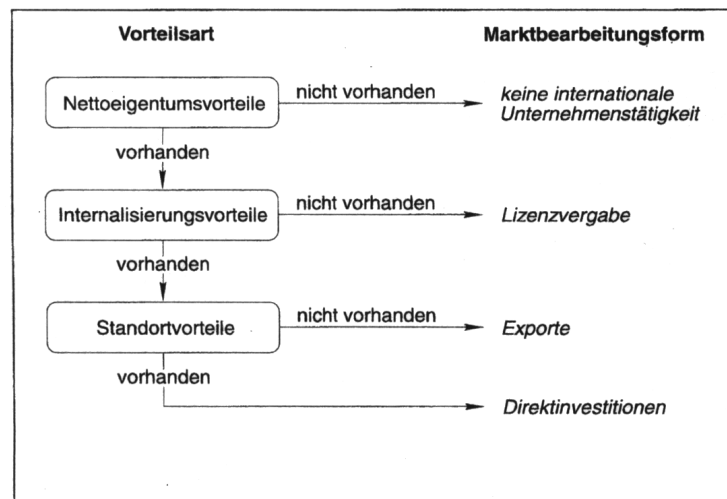 Vorteilsart Marktbearbeitungsform
Nettoeigentumsvorteile nicht vorhanden keine internationale
Unternehmenstätigkeit
vorhanden
Internalisierungsvorteile nicht vorhanden Lizenzvergabe
vorhanden
Standortvorteile nicht vorhanden Exporte
vorhanden
Direktinvestitionen